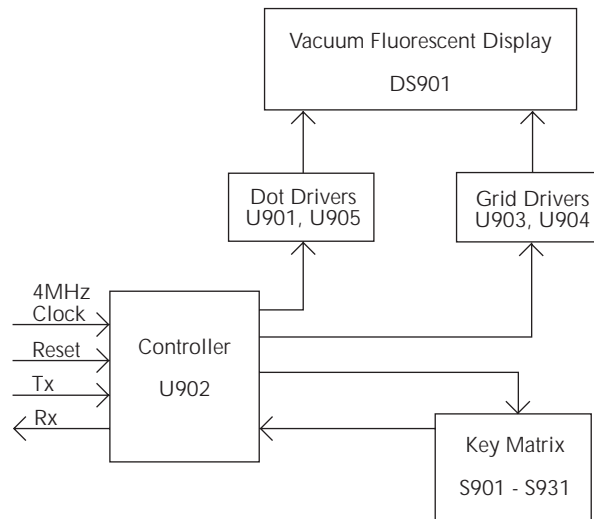 Vacuum Fluorescent Display
DS901
Dot Drivers
U901, U905
Grid Drivers
U903, U904
4MHz
Clock
Reset
Tx
Rx
Controller
U902
Key Matrix
S901 - S931